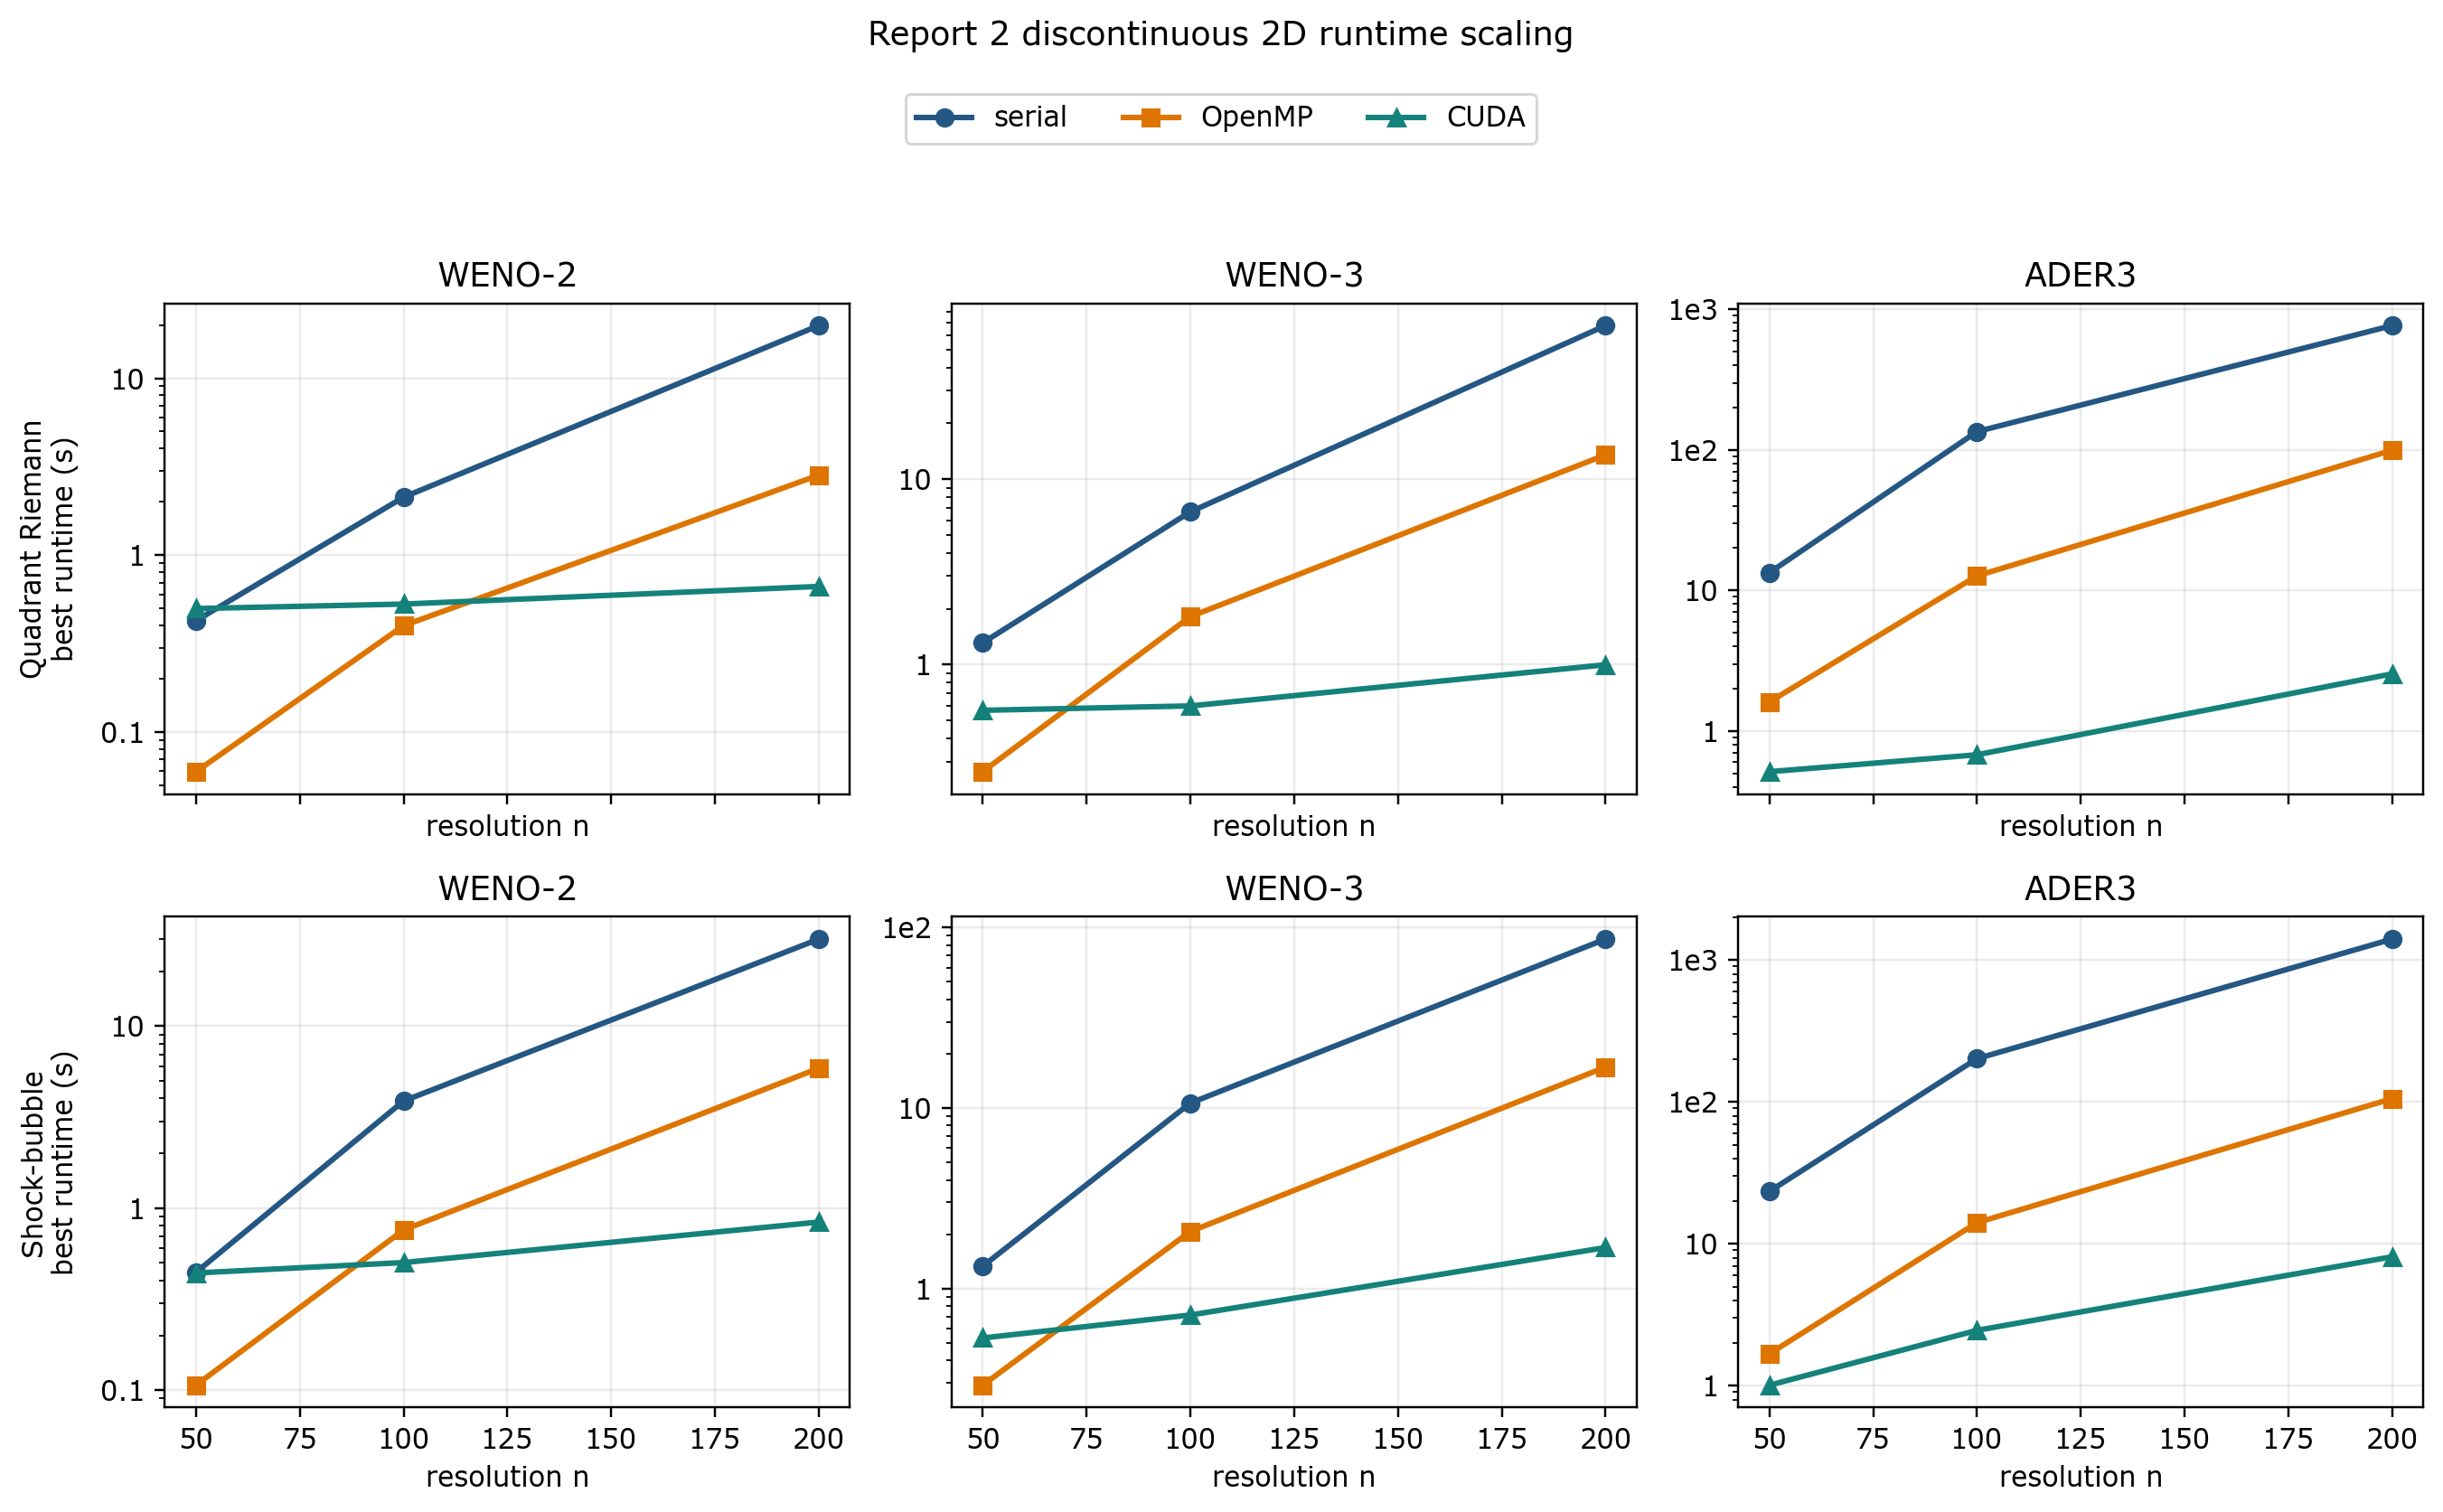 Report 2 discontinuous 2D runtime scaling
serial OpenMP CUDA
WENO-2 WENO-3 ADER3
Quadrant Riemann
best runtime (s)
10
1
0.1
10
1
1e3
1e2
10
1
resolution n resolution n resolution n
WENO-2 WENO-3 ADER3
Shock-bubble
best runtime (s)
10
1
0.1
1e2
10
1
1e3
1e2
10
1
50 75 100 125 150 175 200 50 75 100 125 150 175 200 50 75 100 125 150 175 200
resolution n resolution n resolution n